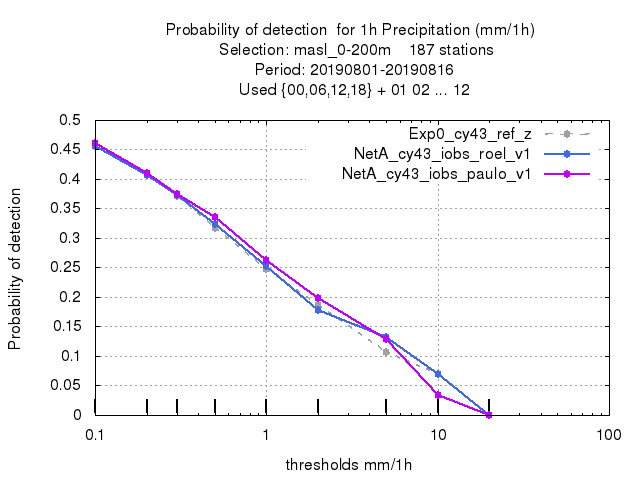 Probability of detection  for 1h Precipitation (mm/1h)
Selection: masl_0-200m    187 stations
Period: 20190801-20190816
Used {00,06,12,18} + 01 02 ... 12
Exp0_cy43_ref_z
NetA_cy43_iobs_roel_v1
NetA_cy43_iobs_paulo_v1
Probability of detection
0.5
0.45
0.4
0.35
0.3
0.25
0.2
0.15
0.1
0.05
0
0.1
1
10
100
thresholds mm/1h